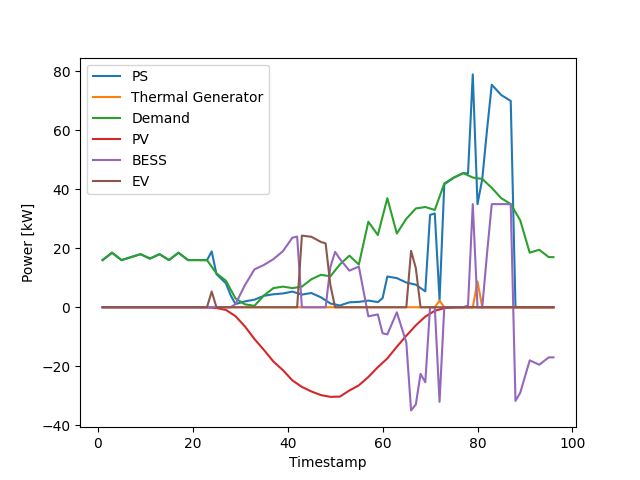 80
60
40
20
0
−20
−40
Power [kW]
PS
Thermal Generator
Demand
PV
BESS
EV
0 20 40 60 80 100
Timestamp